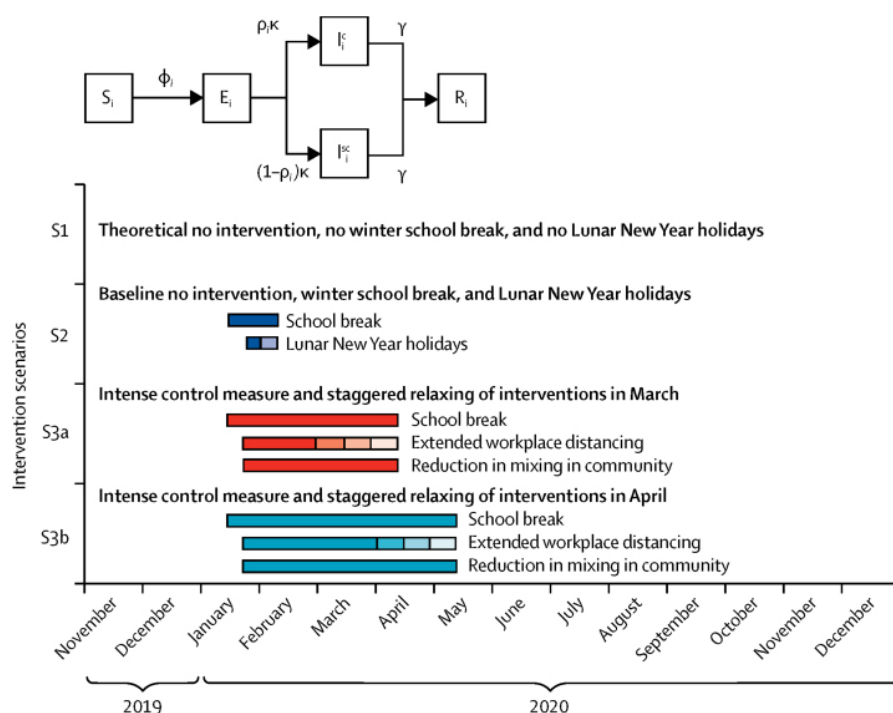 ρᵢκ
Iᵢᶜ
γ
Sᵢ
ϕᵢ
Eᵢ
Rᵢ
(1–ρᵢ)κ
Iᵢˢᶜ
γ
Intervention scenarios
S1
Theoretical no intervention, no winter school break, and no Lunar New Year holidays
Baseline no intervention, winter school break, and Lunar New Year holidays
S2
School break
Lunar New Year holidays
Intense control measure and staggered relaxing of interventions in March
S3a
School break
Extended workplace distancing
Reduction in mixing in community
Intense control measure and staggered relaxing of interventions in April
S3b
School break
Extended workplace distancing
Reduction in mixing in community
November
December
January
February
March
April
May
June
July
August
September
October
November
December
2019
2020